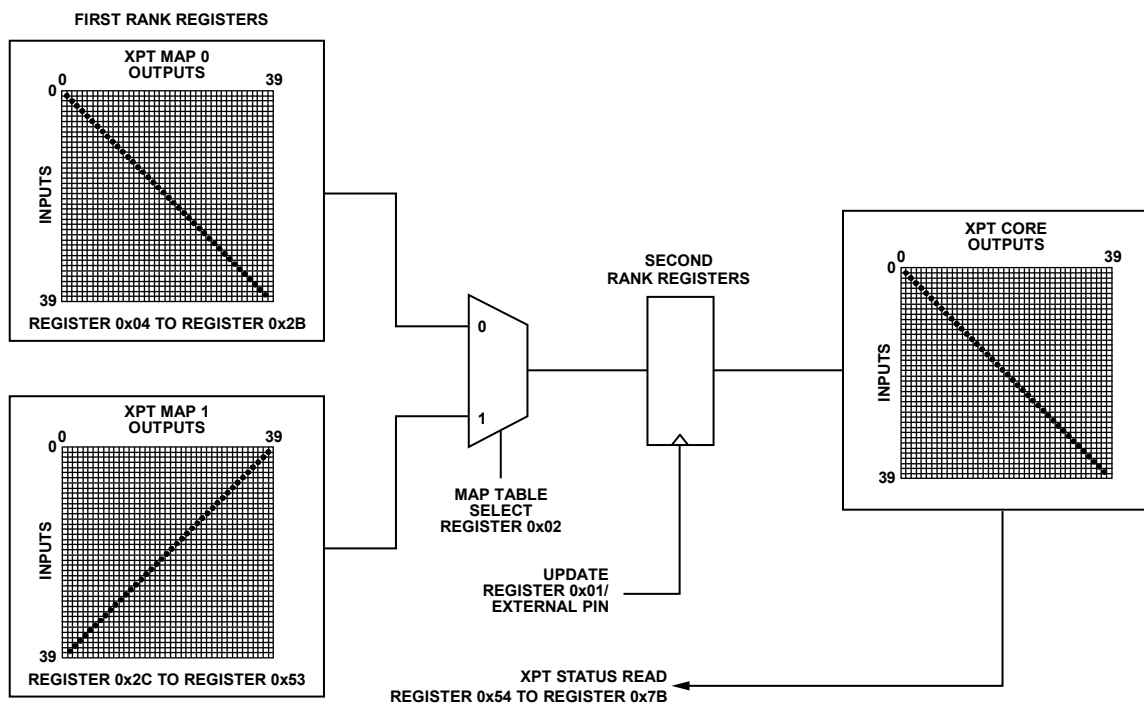 FIRST RANK REGISTERS
XPT MAP 0
OUTPUTS
0
39
0
INPUTS
39
REGISTER 0x04 TO REGISTER 0x2B
XPT MAP 1
OUTPUTS
0
39
0
INPUTS
39
REGISTER 0x2C TO REGISTER 0x53
0
1
MAP TABLE
SELECT
REGISTER 0x02
SECOND
RANK REGISTERS
UPDATE
REGISTER 0x01/
EXTERNAL PIN
XPT CORE
OUTPUTS
0
39
0
INPUTS
39
XPT STATUS READ
REGISTER 0x54 TO REGISTER 0x7B